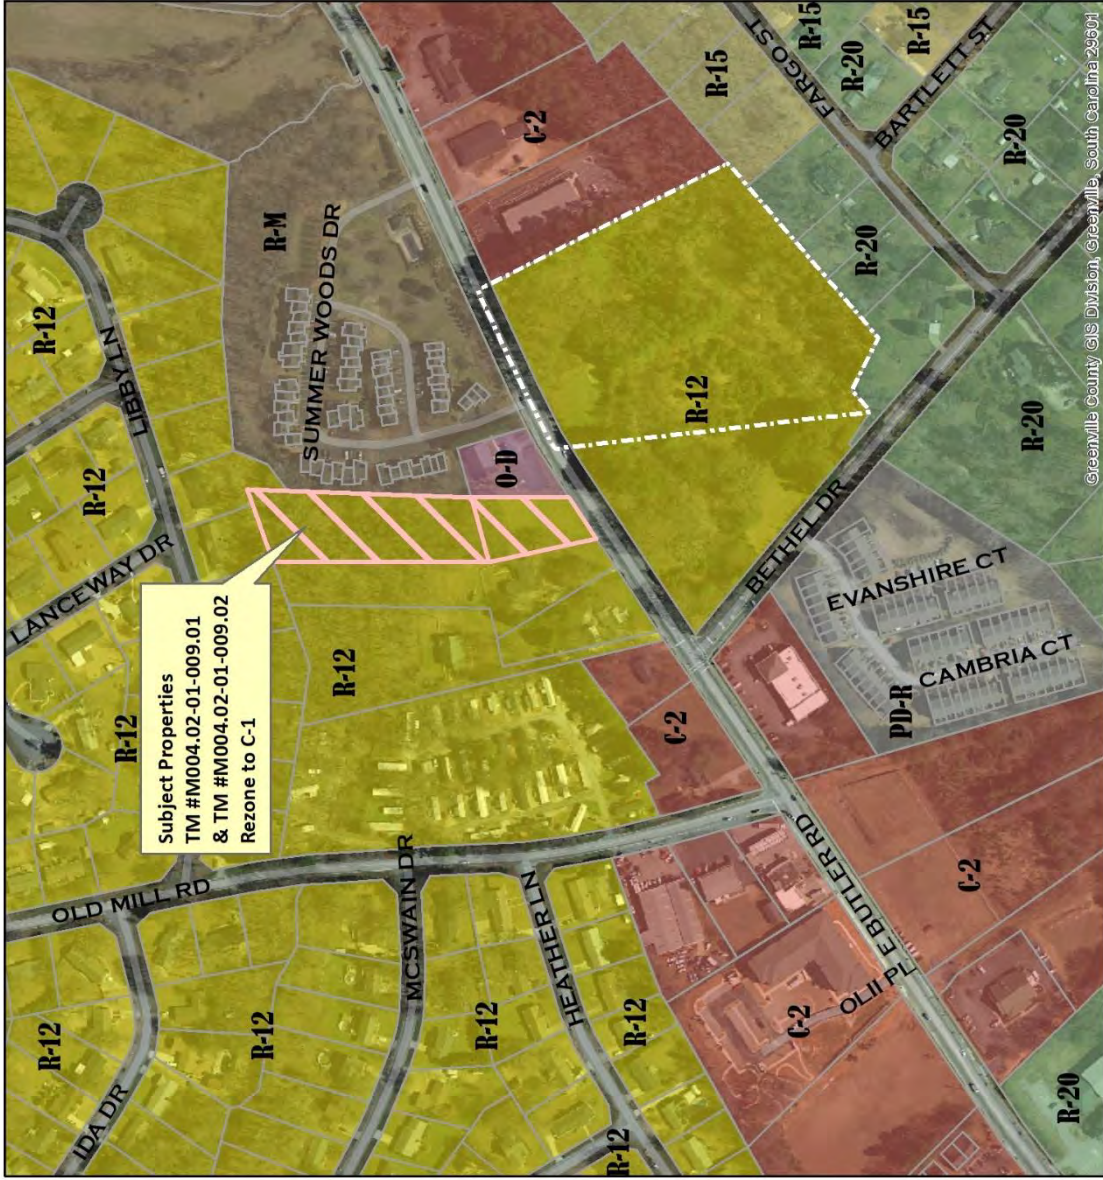 R-15
FARGO ST
R-20
R-15
BARTLETT ST
C-2
R-15
R-20
R-M
SUMMER WOODS DR
R-12
LIBBY LN
R-20
R-12
R-12
LANCEWAY DR
O-D
R-20
BETHEL DR
Subject Properties
TM #M004.02-01-009.01
& TM #M004.02-01-009.02
Rezone to C-1
R-12
R-12
EVANSHIRE CT
CAMBRIA CT
PD-R
C-2
OLD MILL RD
MCSWAIN DR
HEATHER LN
E BUTLER RD
C-2
OLII PL
C-2
R-12
R-12
R-12
R-12
R-12
IDA DR
R-20
Greenville County GIS Division, Greenville, South Carolina 29601